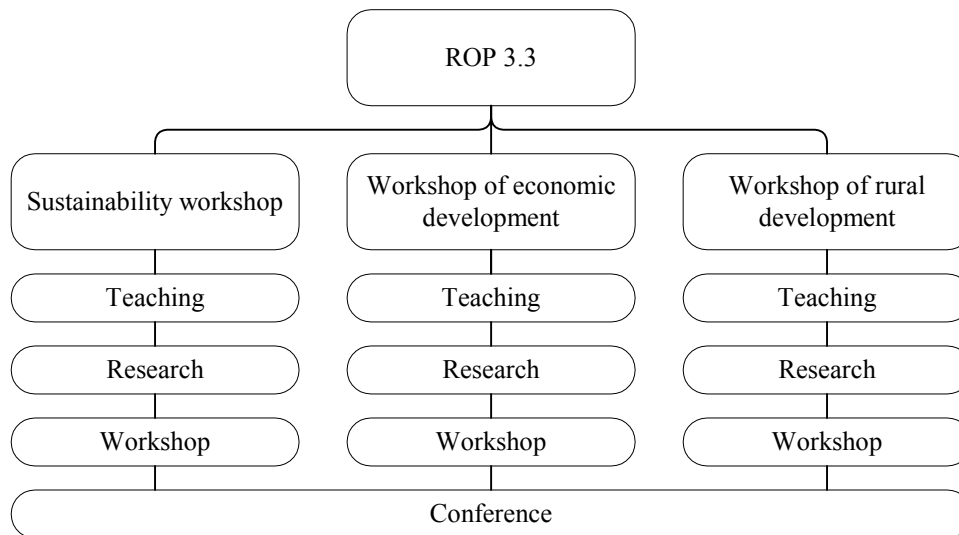 ROP 3.3
Sustainability workshop
Workshop of economic
development
Workshop of rural
development
Teaching
Teaching
Teaching
Research
Research
Research
Workshop
Workshop
Workshop
Conference